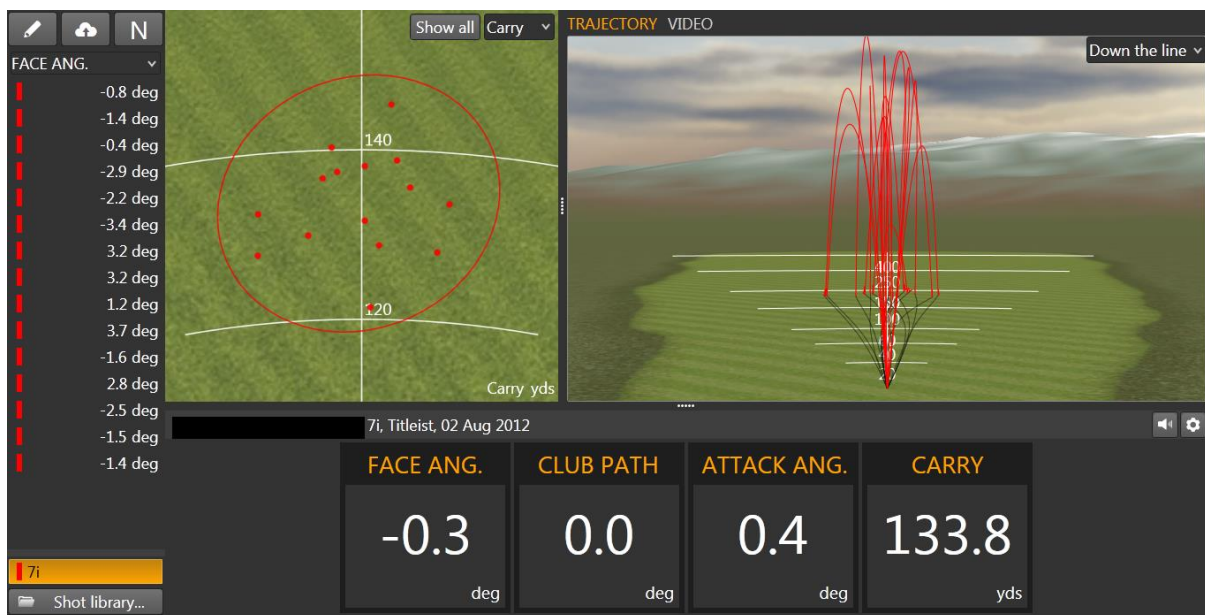 N
FACE ANG.
-0.8 deg
-1.4 deg
-0.4 deg
-2.9 deg
-2.2 deg
-3.4 deg
3.2 deg
3.2 deg
1.2 deg
3.7 deg
-1.6 deg
2.8 deg
-2.5 deg
-1.5 deg
-1.4 deg
7i
Shot library...
Show all Carry
140
120
Carry yds
TRAJECTORY VIDEO
Down the line
400
250
7i, Titleist, 02 Aug 2012
FACE ANG. CLUB PATH ATTACK ANG. CARRY
-0.3 0.0 0.4 133.8
deg deg deg yds